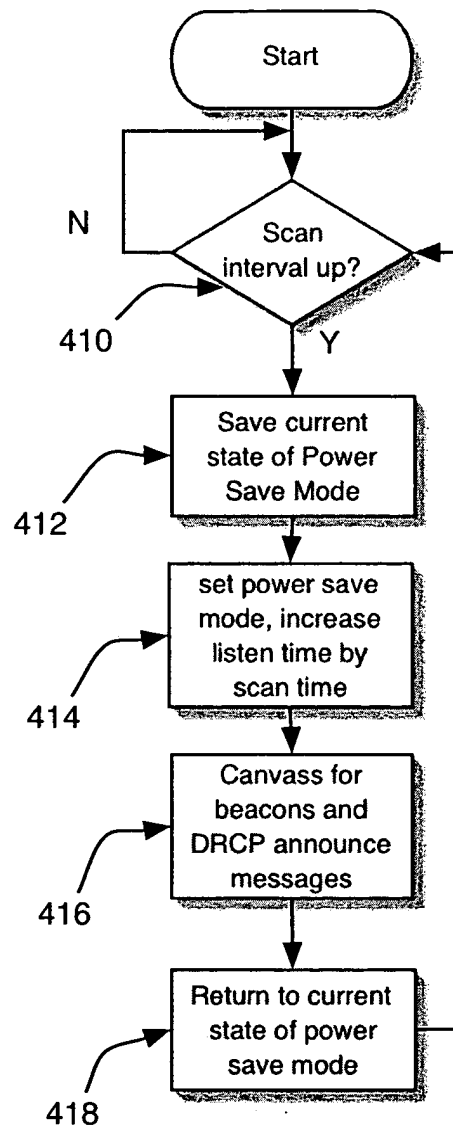 Start
N
Scan
interval up?
410
Y
Save current
state of Power
Save Mode
412
set power save
mode, increase
listen time by
scan time
414
Canvass for
beacons and
DRCP announce
messages
416
Return to current
state of power
save mode
418